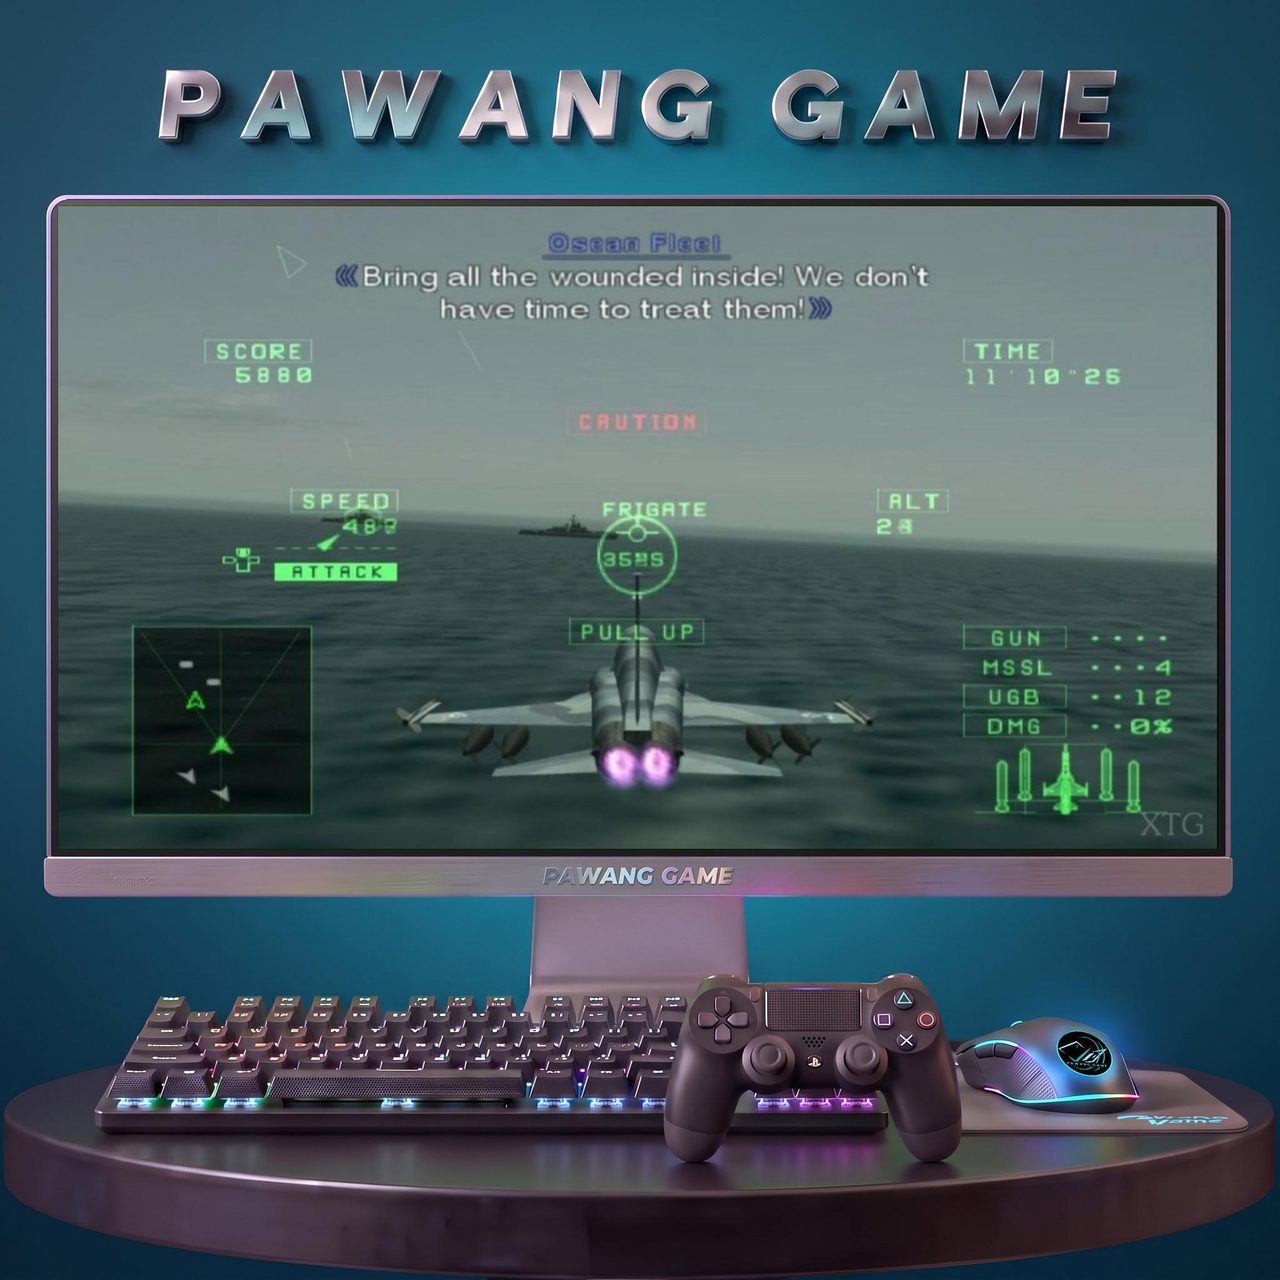 PAWANG GAME
Osean Fleet
《Bring all the wounded inside! We don't
have time to treat them!》
SCORE
5880
TIME
11'10"26
CAUTION
SPEED
FRIGATE
ALT
ATTACK
PULL UP
GUN ····
MSSL ···4
UGB ··12
DMG ··0%
XTG
PAWANG GAME